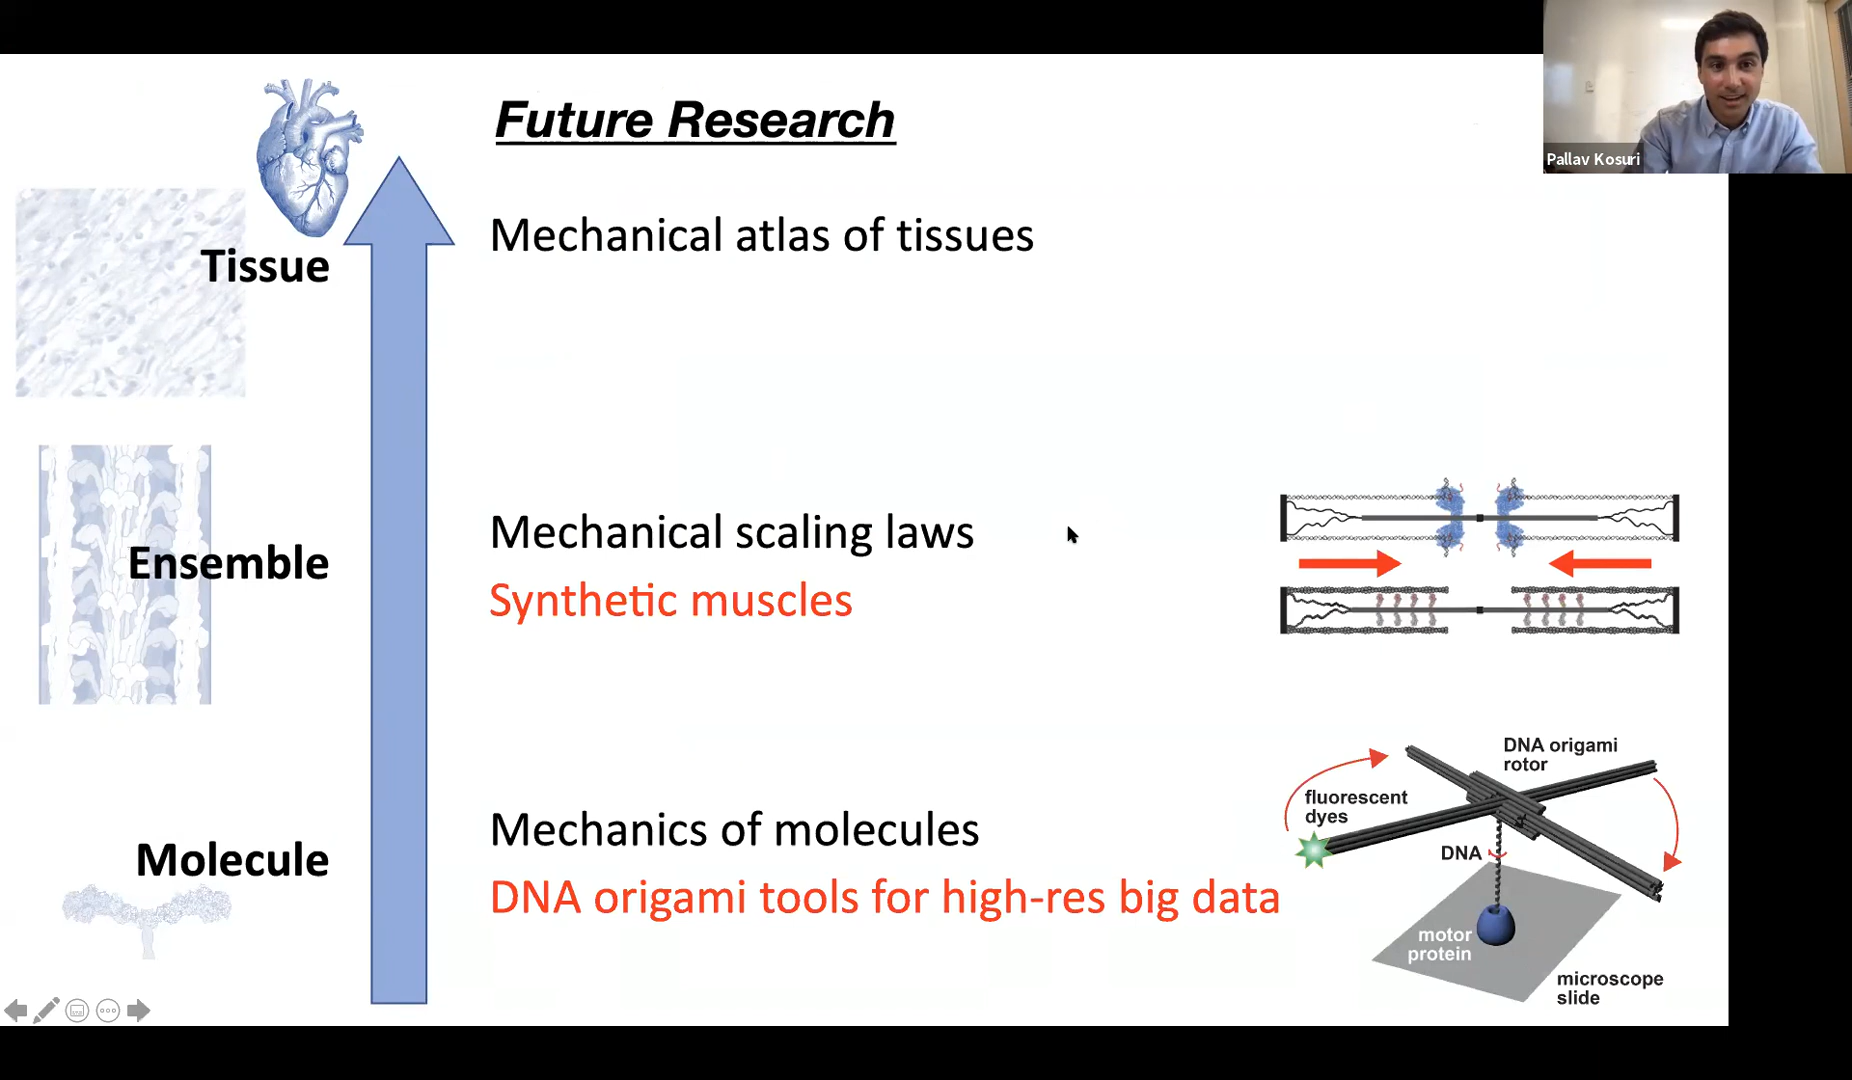 Future Research
Pallav Kosuri
Mechanical atlas of tissues
Tissue
Mechanical scaling laws
Ensemble
Synthetic muscles
DNA origami
rotor
fluorescent
dyes
Mechanics of molecules
DNA
Molecule
DNA origami tools for high-res big data
motor
protein
microscope
slide